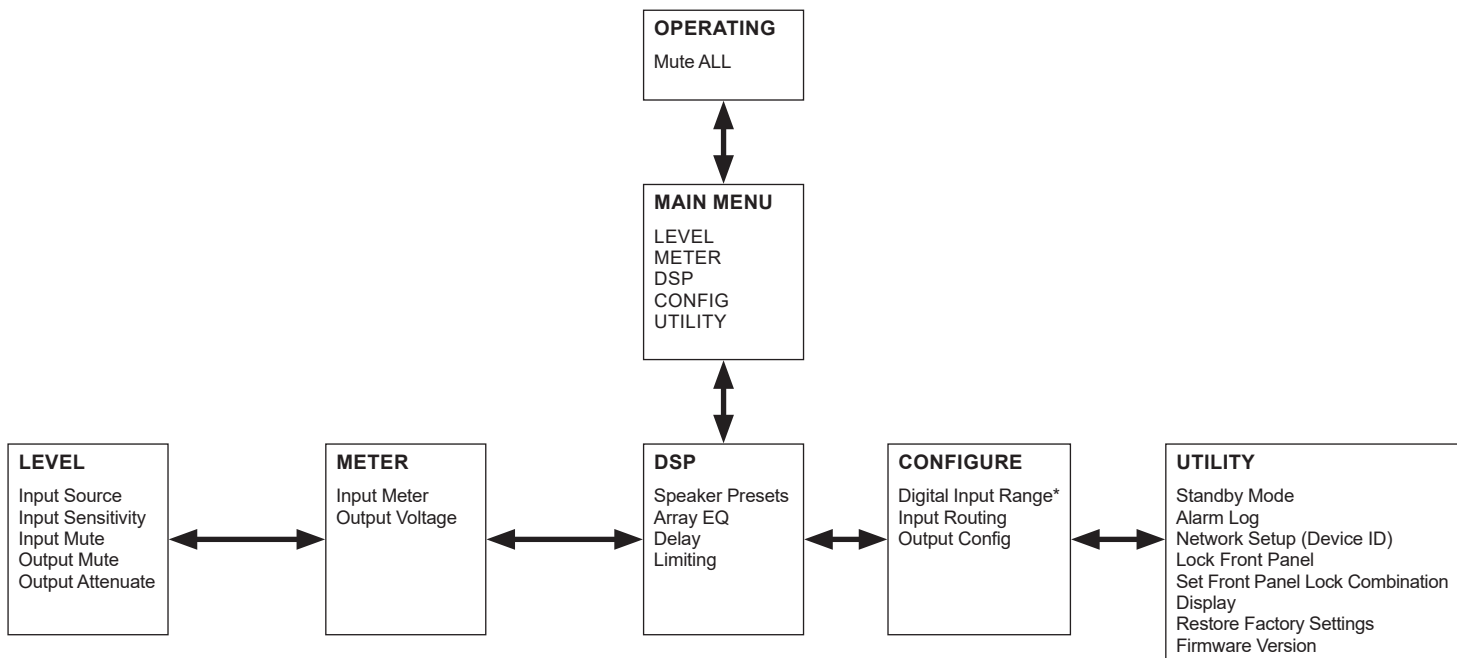 OPERATING
Mute ALL
MAIN MENU
LEVEL
METER
DSP
CONFIG
UTILITY
LEVEL
Input Source
Input Sensitivity
Input Mute
Output Mute
Output Attenuate
METER
Input Meter
Output Voltage
DSP
Speaker Presets
Array EQ
Delay
Limiting
CONFIGURE
Digital Input Range*
Input Routing
Output Config
UTILITY
Standby Mode
Alarm Log
Network Setup (Device ID)
Lock Front Panel
Set Front Panel Lock Combination
Display
Restore Factory Settings
Firmware Version